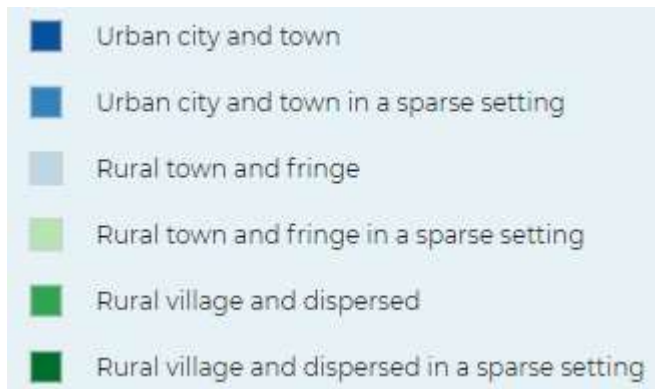 Urban city and town
Urban city and town in a sparse setting
Rural town and fringe
Rural town and fringe in a sparse setting
Rural village and dispersed
Rural village and dispersed in a sparse setting